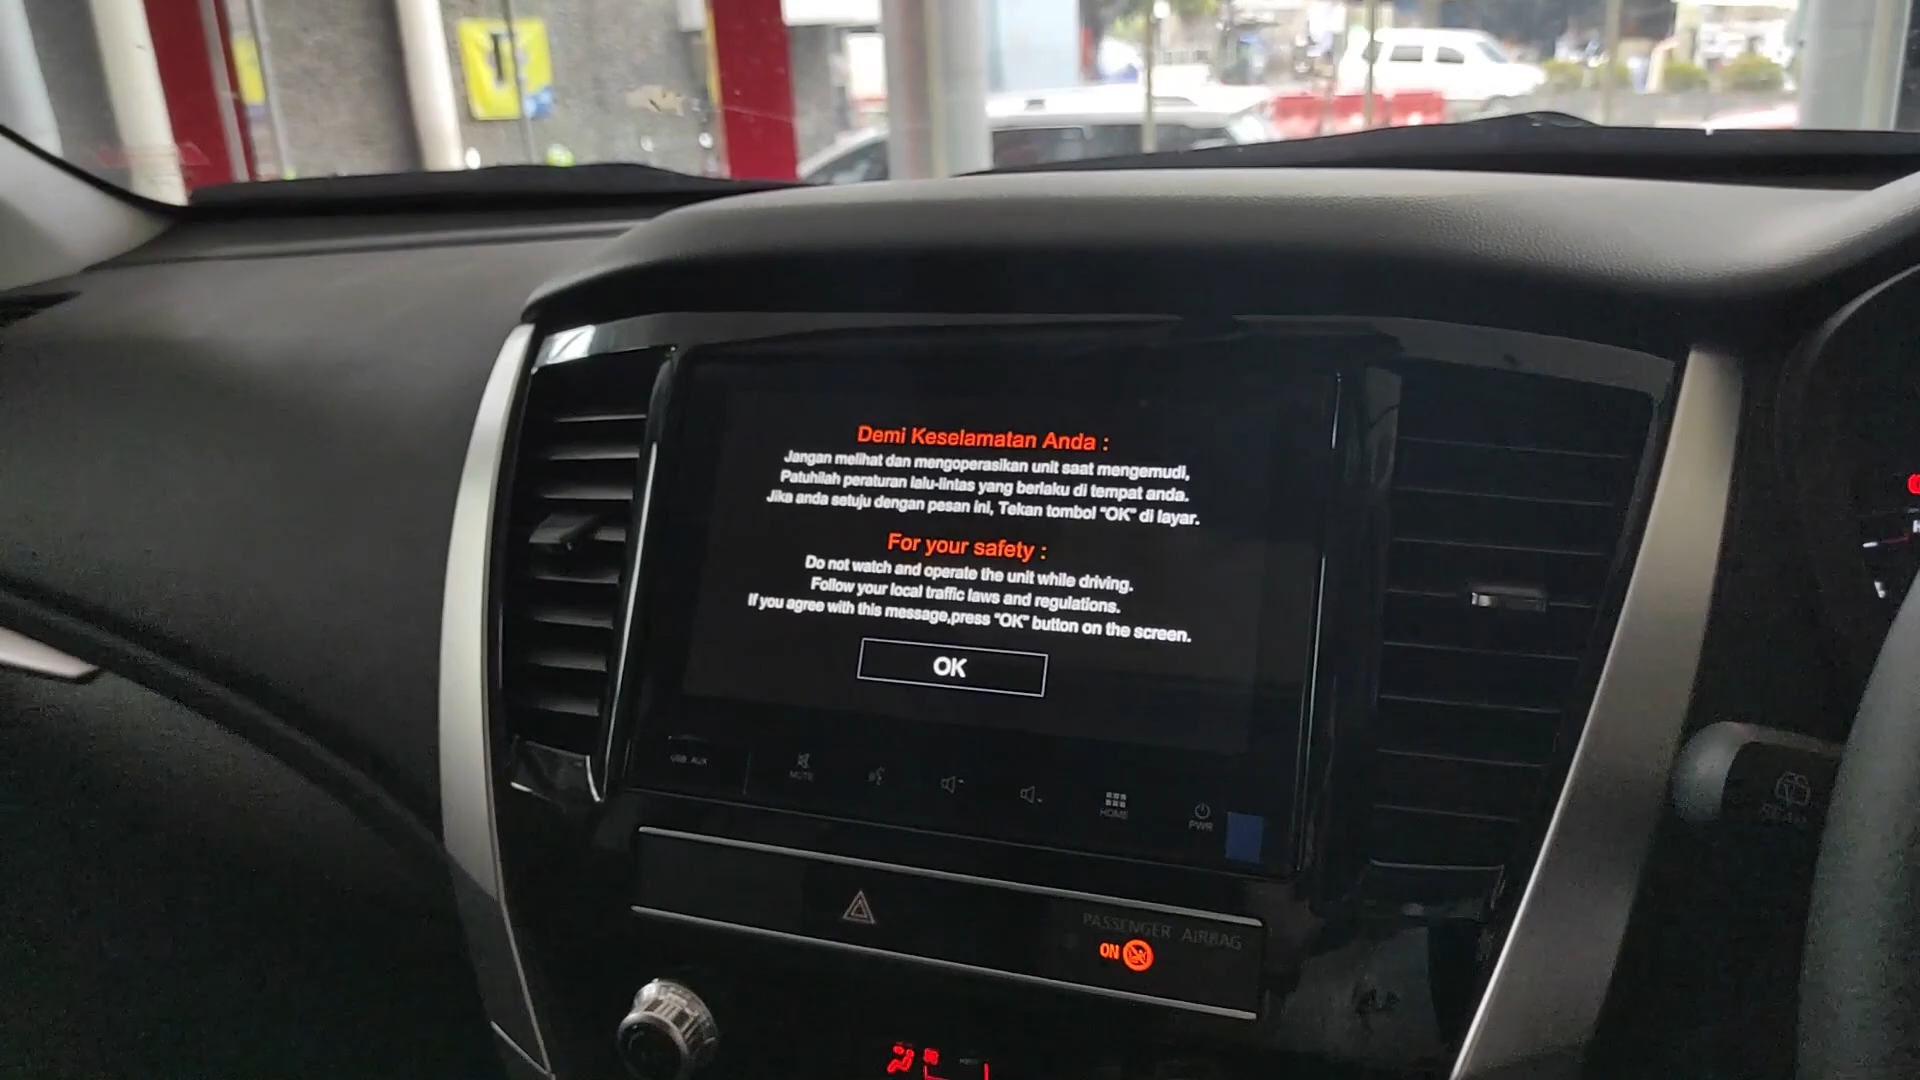 Demi Keselamatan Anda :
Jangan melihat dan mengoperasikan unit saat mengemudi,
Patuhilah peraturan lalu-lintas yang berlaku di tempat anda.
Jika anda setuju dengan pesan ini, Tekan tombol "OK" di layar.
For your safety :
Do not watch and operate the unit while driving.
Follow your local traffic laws and regulations.
If you agree with this message,press "OK" button on the screen.
OK
USB AUX
MUTE
HOME
PWR
PASSENGER AIRBAG
ON